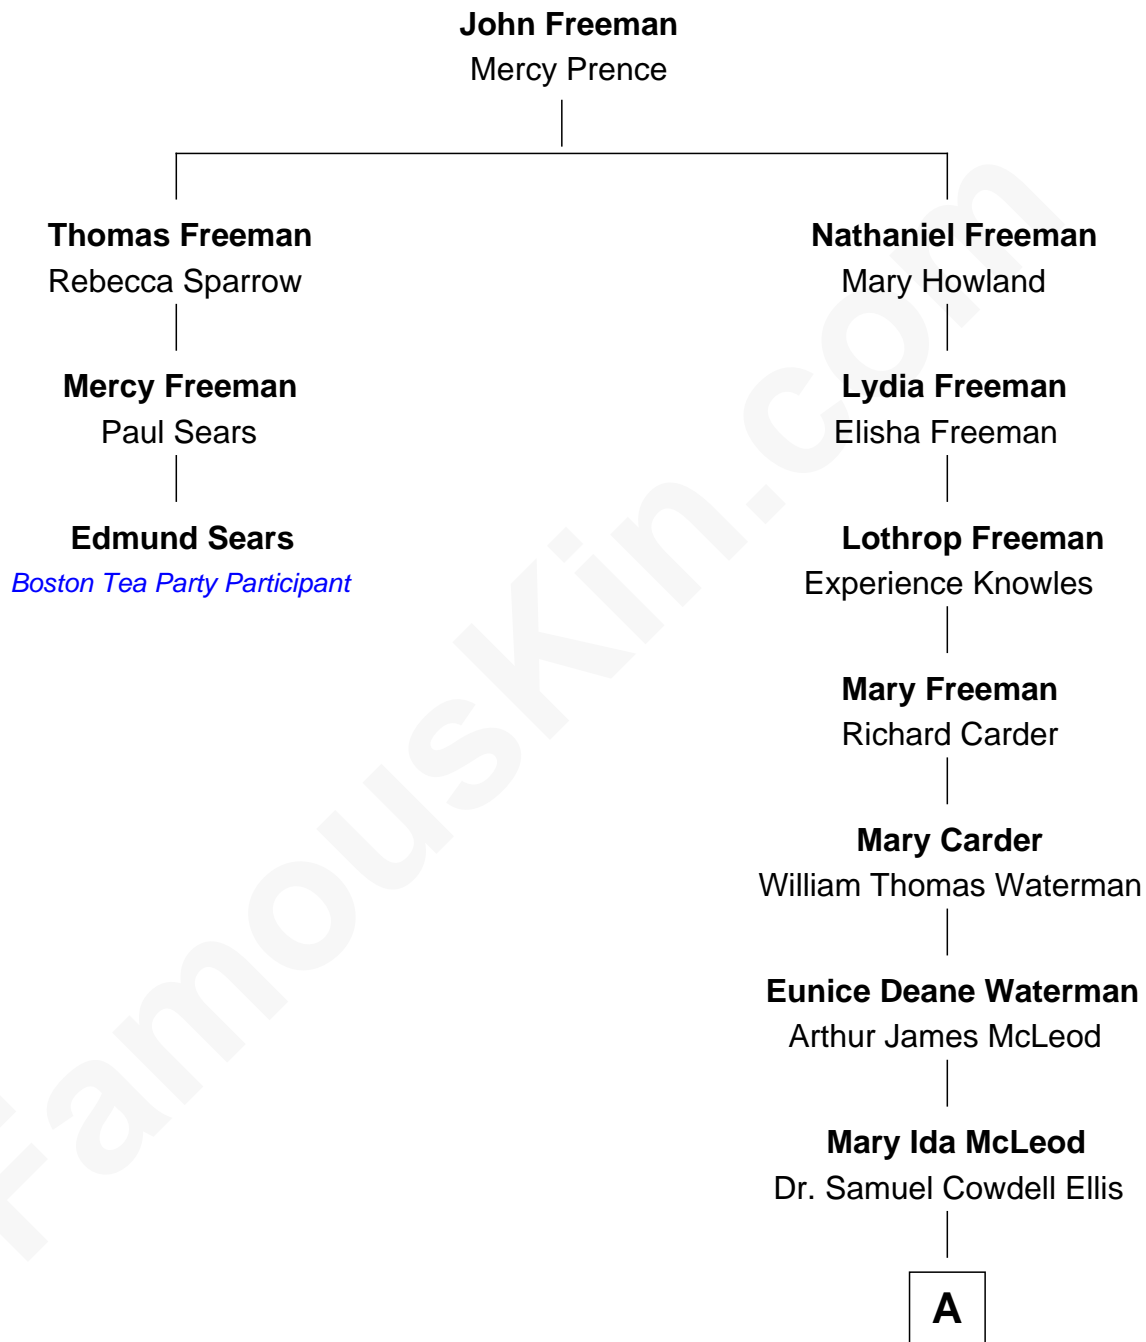 John Freeman
Mercy Prence
Thomas Freeman
Rebecca Sparrow
Nathaniel Freeman
Mary Howland
Mercy Freeman
Paul Sears
Lydia Freeman
Elisha Freeman
Edmund Sears
Boston Tea Party Participant
Lothrop Freeman
Experience Knowles
Mary Freeman
Richard Carder
Mary Carder
William Thomas Waterman
Eunice Deane Waterman
Arthur James McLeod
Mary Ida McLeod
Dr. Samuel Cowdell Ellis
A
FamousKin.com